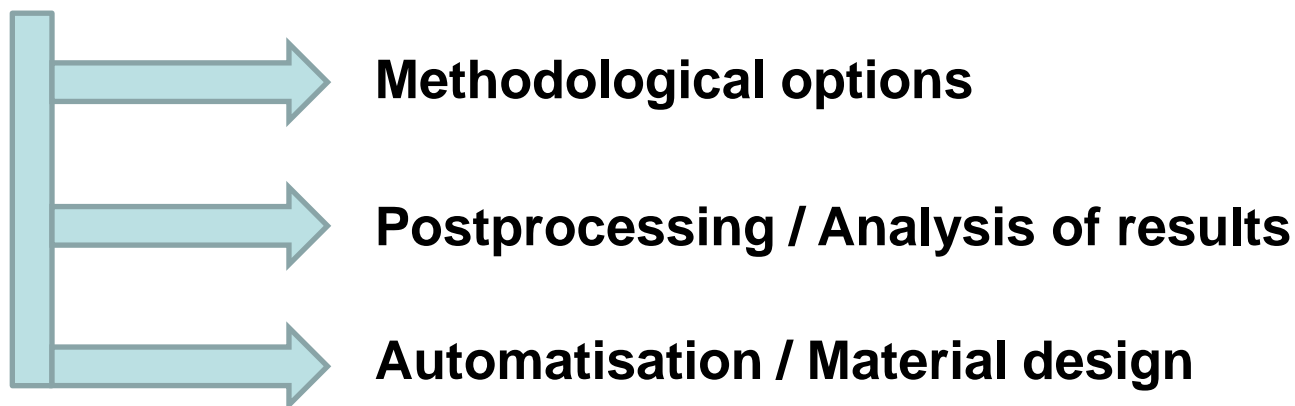 Methodological options
Postprocessing / Analysis of results
Automatisation / Material design